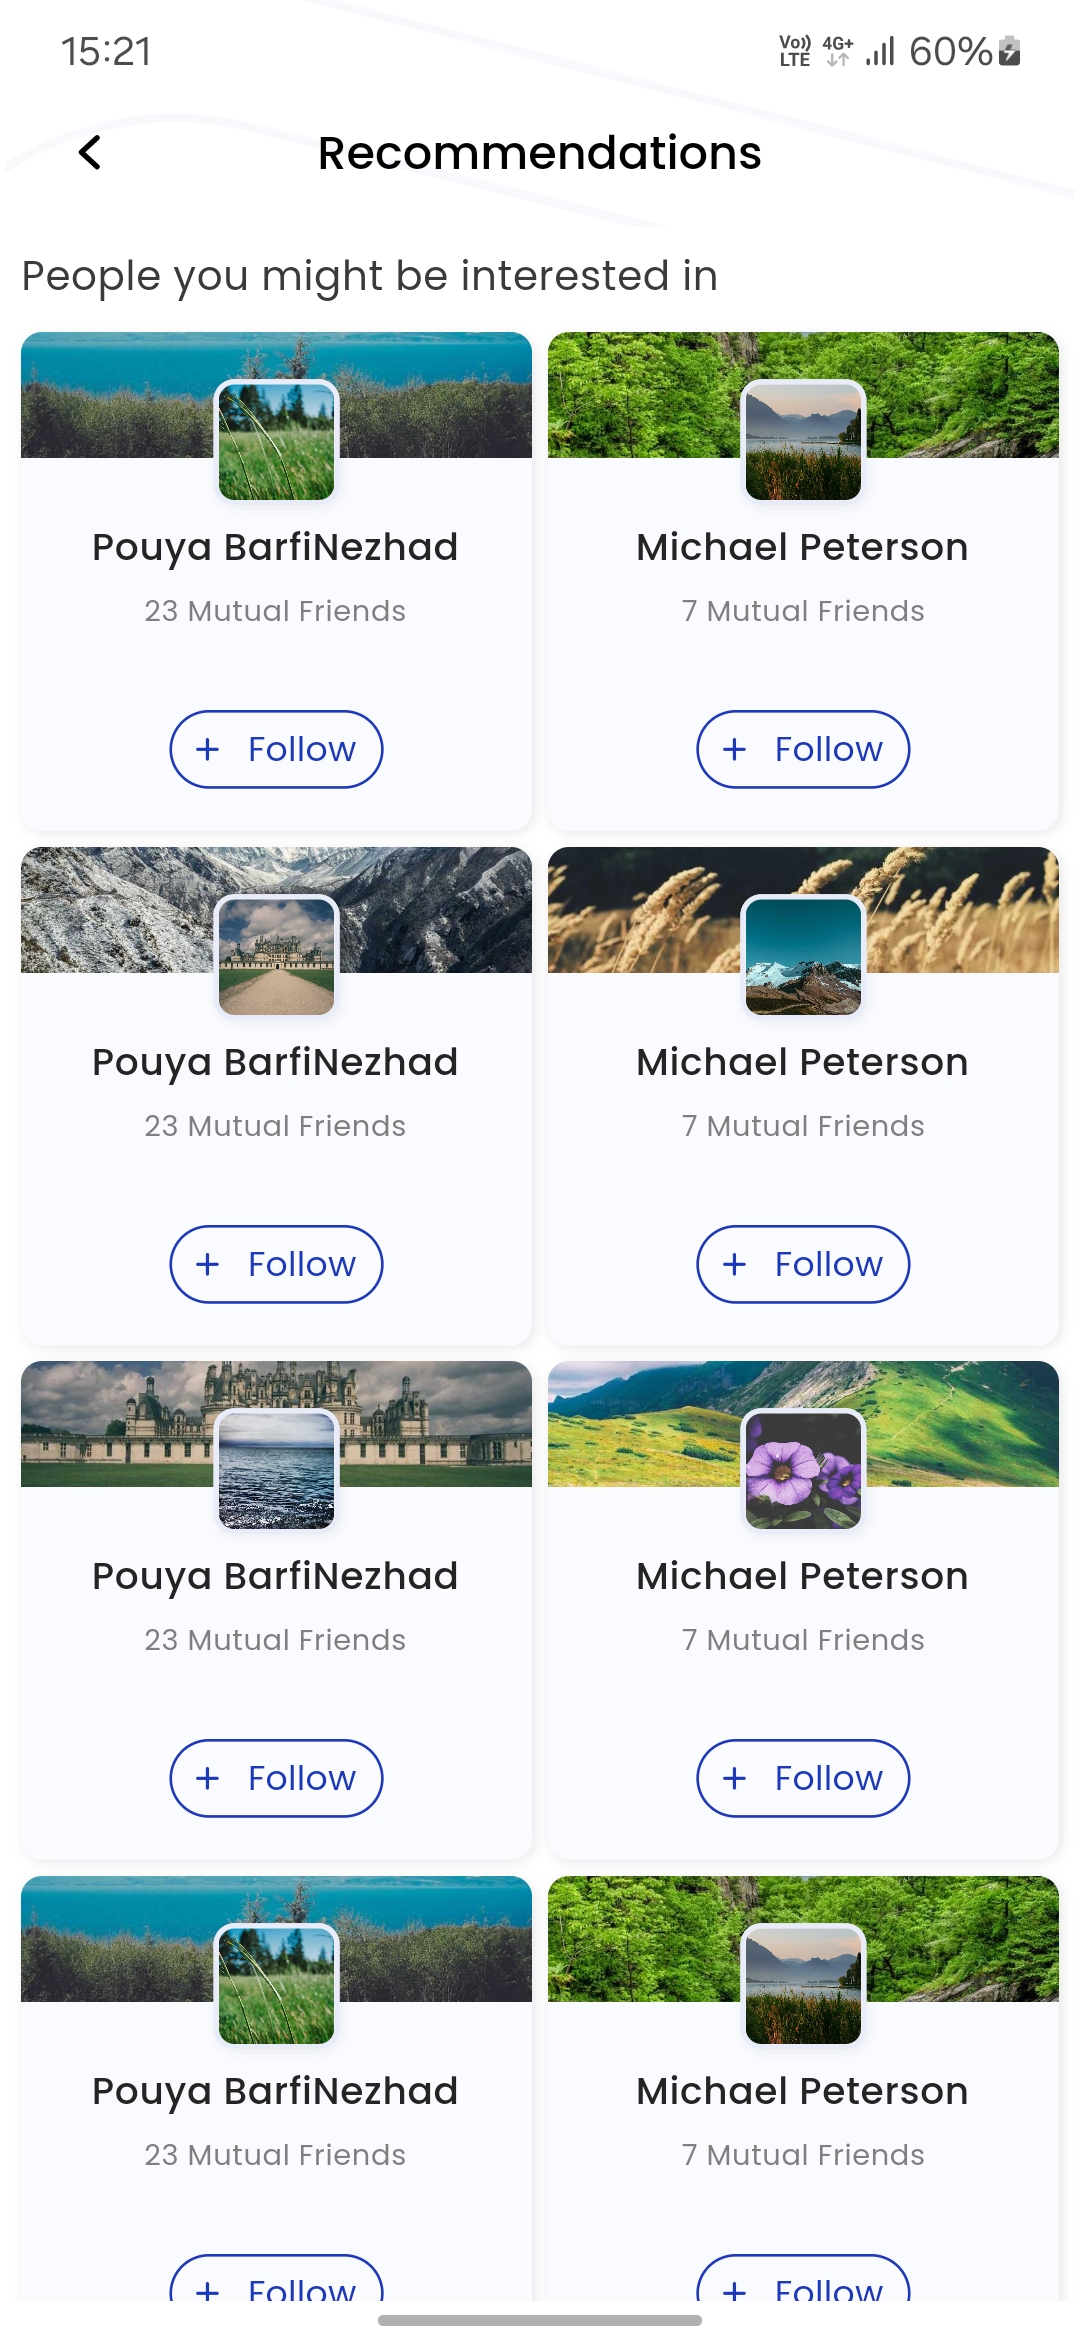 15:21
Vo)) LTE 4G+ 60%
Recommendations
People you might be interested in
Pouya BarfiNezhad
23 Mutual Friends
+ Follow
Michael Peterson
7 Mutual Friends
+ Follow
Pouya BarfiNezhad
23 Mutual Friends
+ Follow
Michael Peterson
7 Mutual Friends
+ Follow
Pouya BarfiNezhad
23 Mutual Friends
+ Follow
Michael Peterson
7 Mutual Friends
+ Follow
Pouya BarfiNezhad
23 Mutual Friends
+ Follow
Michael Peterson
7 Mutual Friends
+ Follow